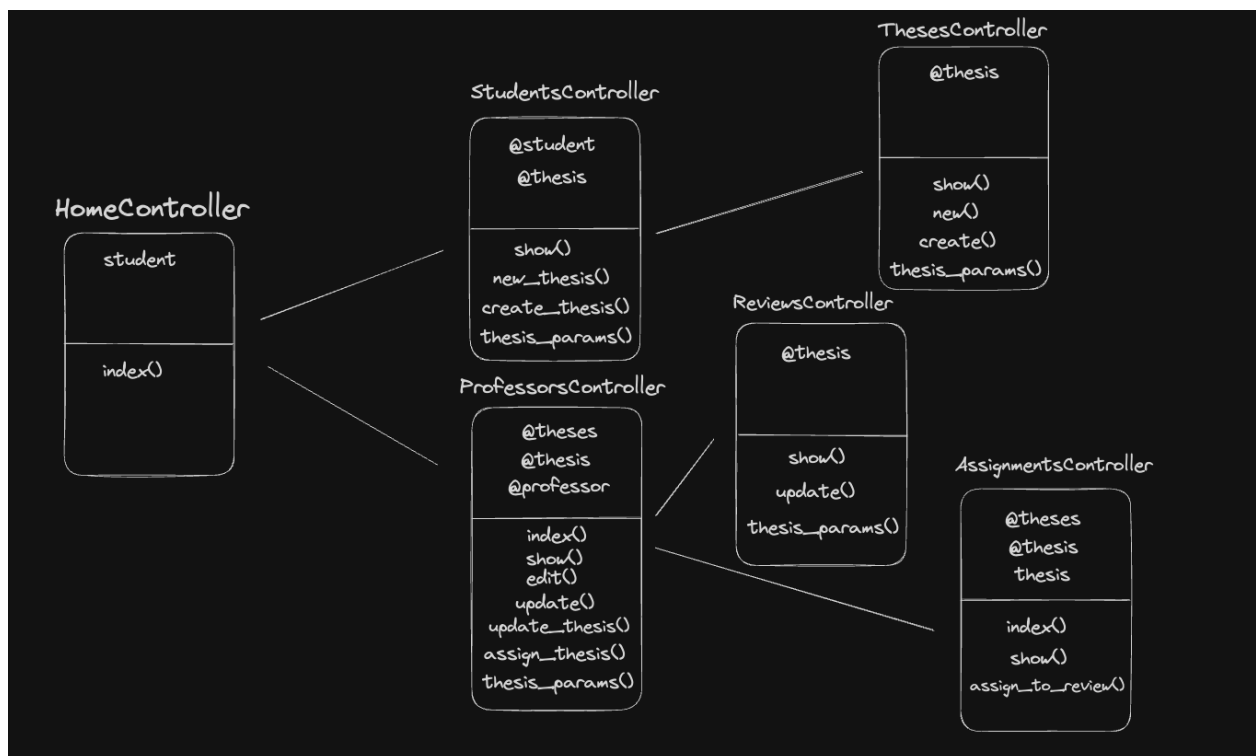 HomeController
student
index()
StudentsController
@student
@thesis
show()
new_thesis()
create_thesis()
thesis_params()
ProfessorsController
@theses
@thesis
@professor
index()
show()
edit()
update()
update_thesis()
assign_thesis()
thesis_params()
ThesesController
@thesis
show()
new()
create()
thesis_params()
ReviewsController
@thesis
show()
update()
thesis_params()
AssignmentsController
@theses
@thesis
thesis
index()
show()
assign_to_review()